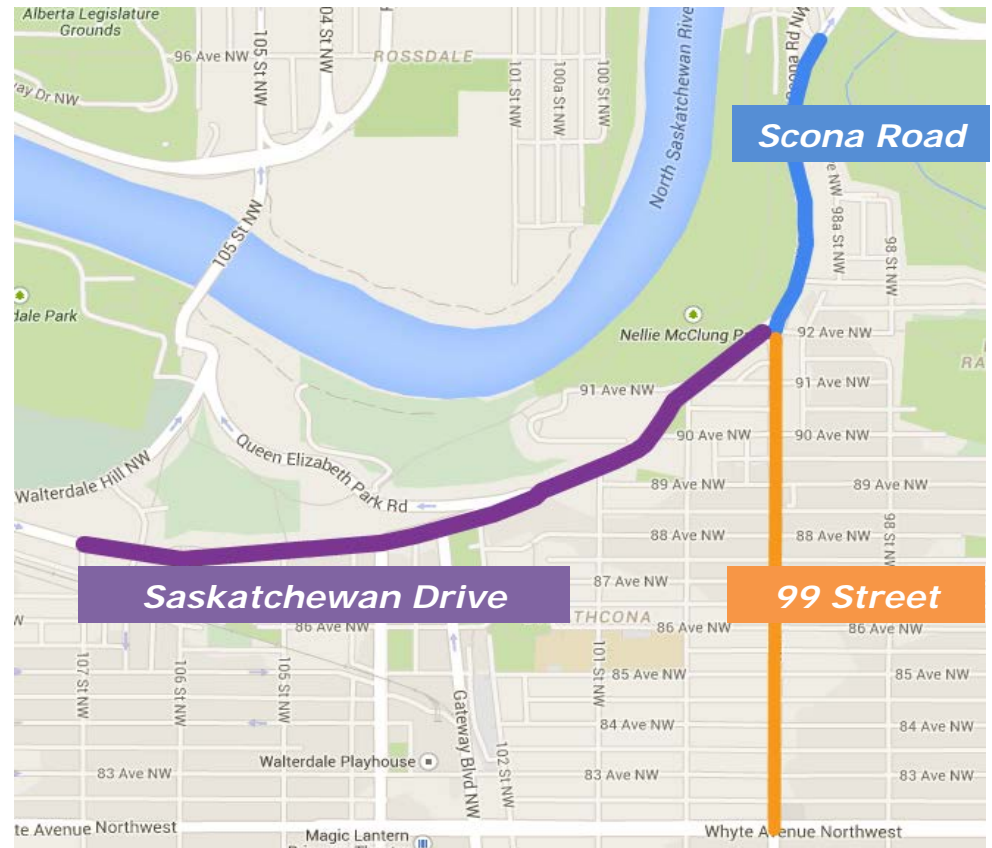 Alberta Legislature
Grounds
105 St NW
04 St NW
96 Ave NW
ROSSDALE
101 St NW
100a St NW
100 St NW
North Saskatchewan River
Scona Rd NW
Scona Road
ay Dr NW
e NW
98a St NW
98 St NW
105 St NW
dale Park
Nellie McClung P
92 Ave NW
RA
91 Ave NW
91 Ave NW
90 Ave NW
90 Ave NW
Queen Elizabeth Park Rd
Walterdale Hill NW
89 Ave NW
89 Ave NW
88 Ave NW
88 Ave NW
98 St NW
87 Ave NW
Saskatchewan Drive
99 Street
THCONA
W
86 Ave NW
86 Ave NW
86 Ave NW
107 St NW
106 St NW
105 St NW
101 St NW
85 Ave NW
85 Ave NW
Gateway Blvd NW
102 St NW
84 Ave NW
84 Ave NW
Walterdale Playhouse
83 Ave NW
83 Ave NW
83 Ave NW
te Avenue Northwest
Magic Lantern
Whyte Avenue Northwest